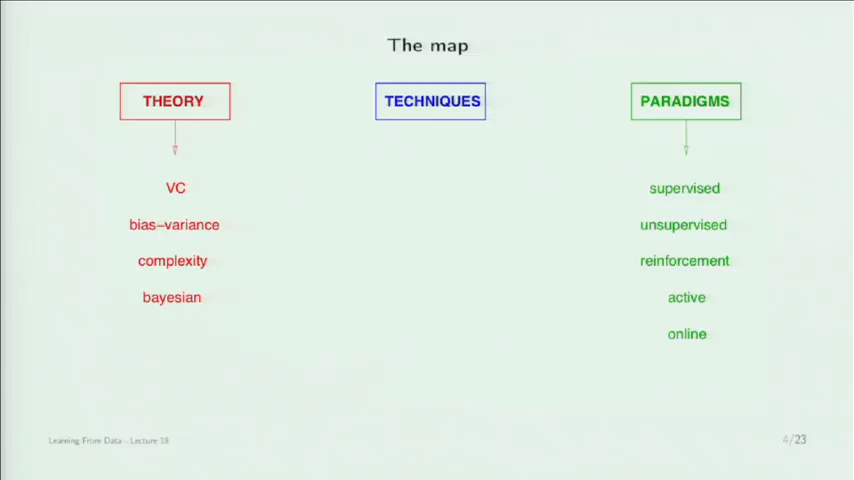 The map
THEORY
TECHNIQUES
PARADIGMS
VC
bias–variance
complexity
bayesian
supervised
unsupervised
reinforcement
active
online
Learning From Data - Lecture 18
4/23